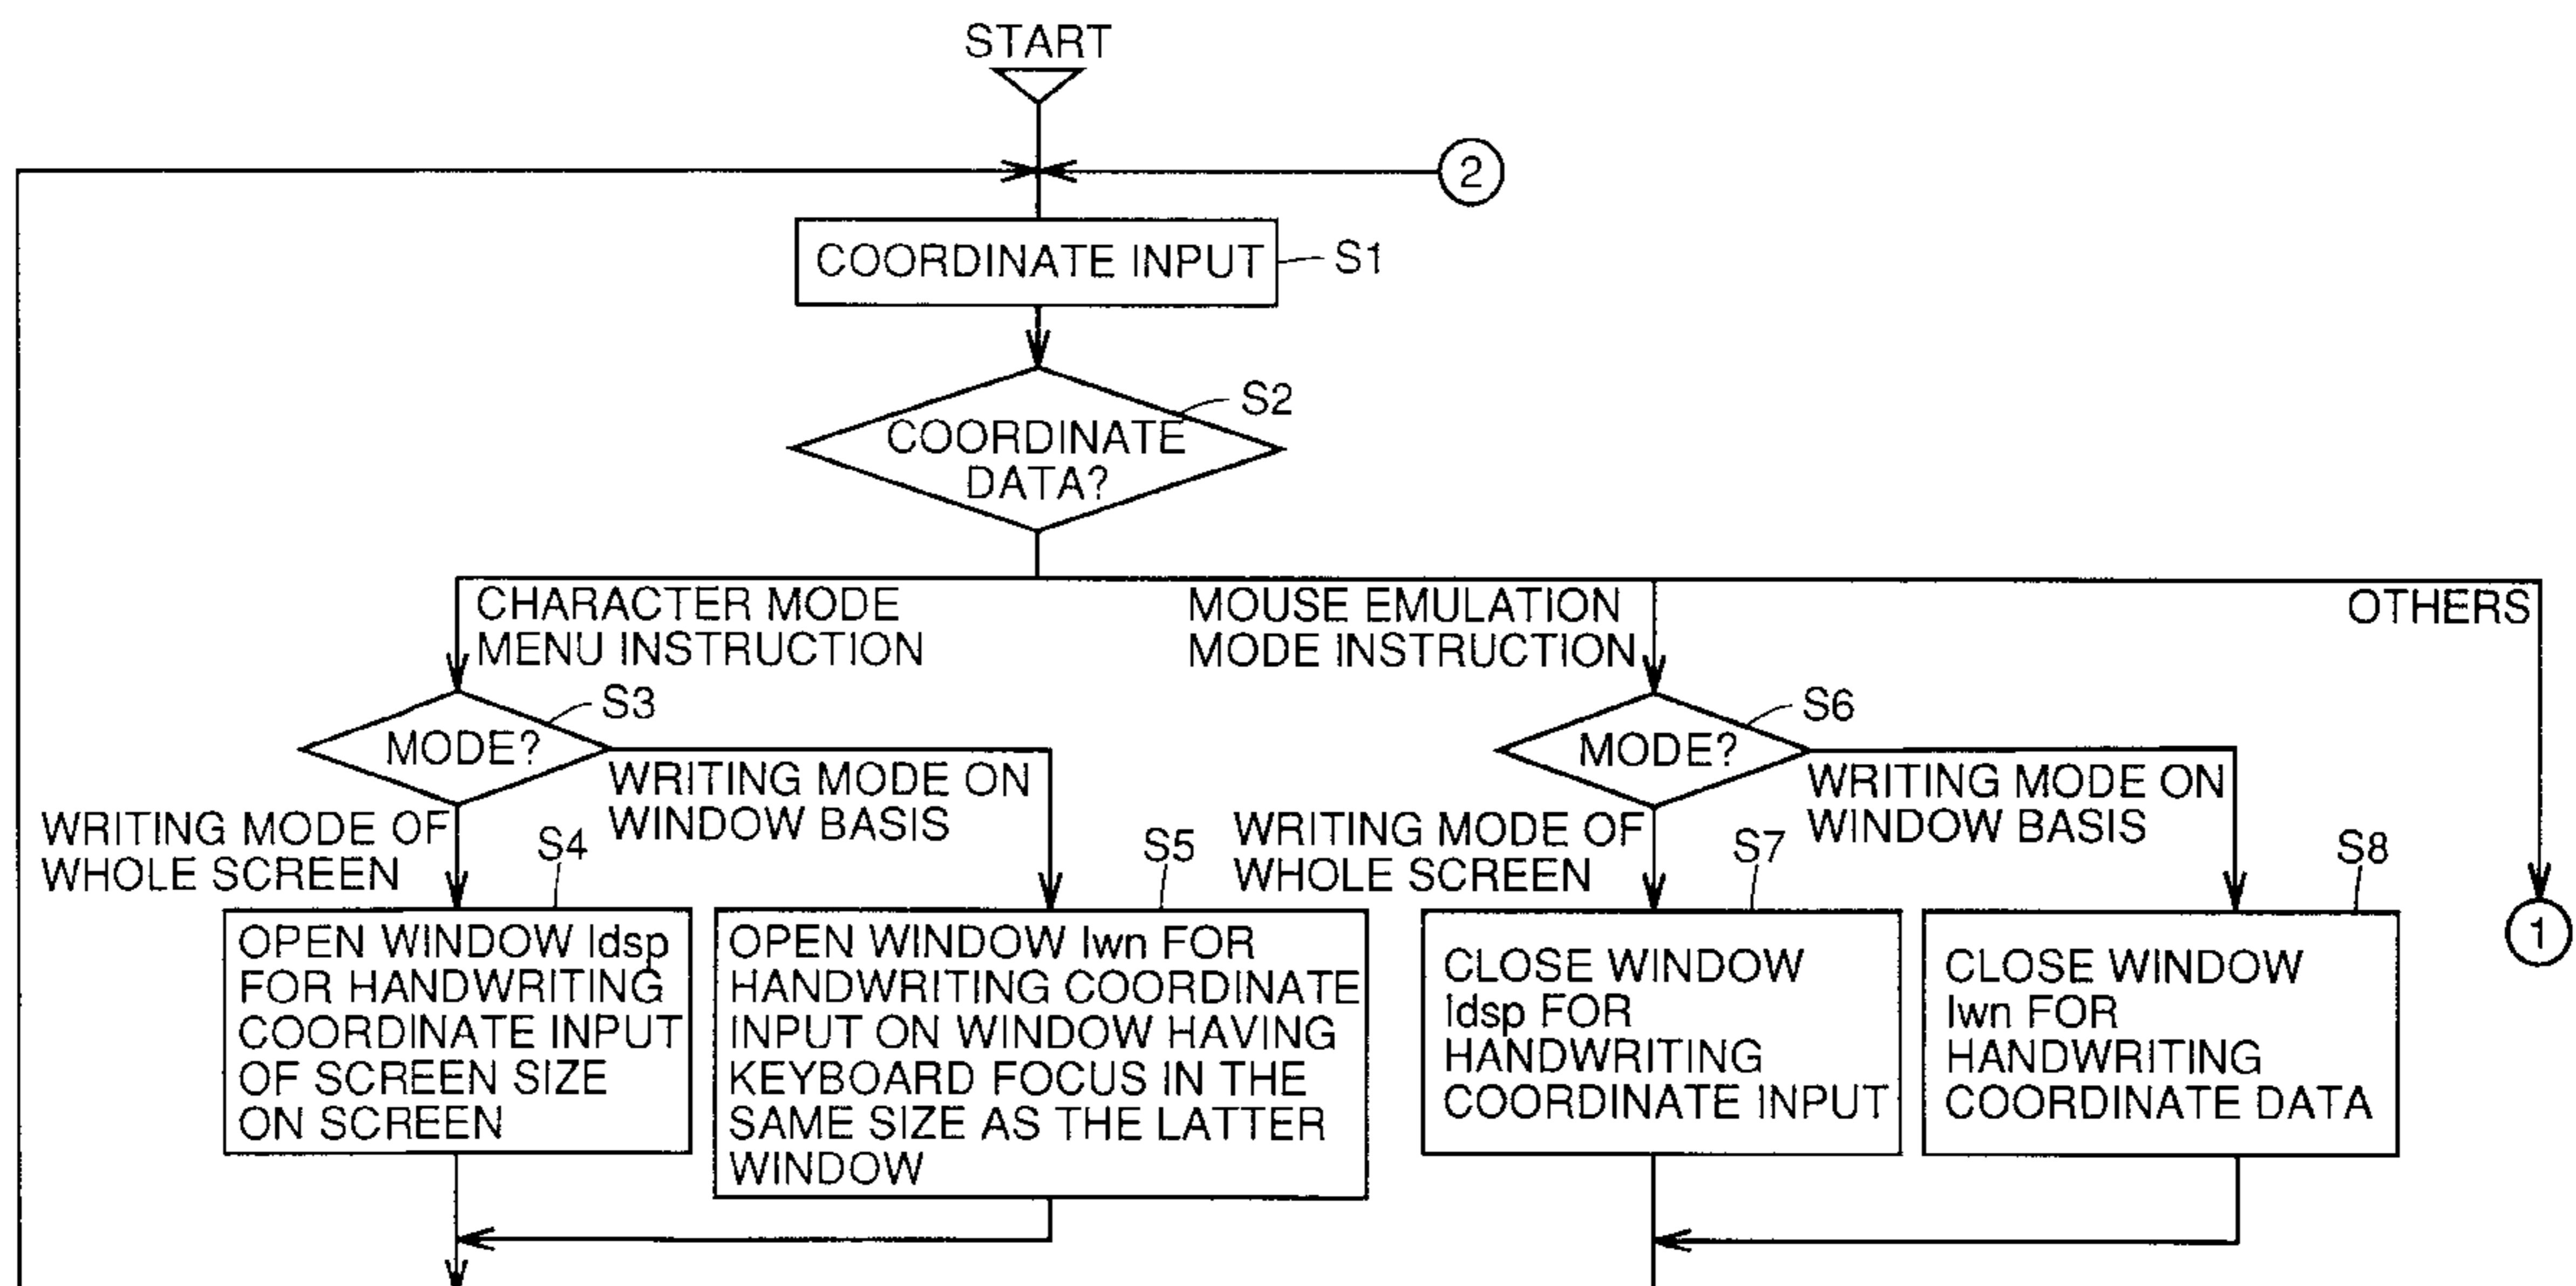 START
2
COORDINATE INPUT
S1
S2
COORDINATE
DATA?
CHARACTER MODE
MENU INSTRUCTION
MOUSE EMULATION
MODE INSTRUCTION
OTHERS
S3
MODE?
WRITING MODE ON
WINDOW BASIS
WRITING MODE OF
WHOLE SCREEN
S6
MODE?
WRITING MODE ON
WINDOW BASIS
WRITING MODE OF
WHOLE SCREEN
S4
OPEN WINDOW Idsp
FOR HANDWRITING
COORDINATE INPUT
OF SCREEN SIZE
ON SCREEN
S5
OPEN WINDOW Iwn FOR
HANDWRITING COORDINATE
INPUT ON WINDOW HAVING
KEYBOARD FOCUS IN THE
SAME SIZE AS THE LATTER
WINDOW
S7
CLOSE WINDOW
Idsp FOR
HANDWRITING
COORDINATE INPUT
S8
CLOSE WINDOW
Iwn FOR
HANDWRITING
COORDINATE DATA
1